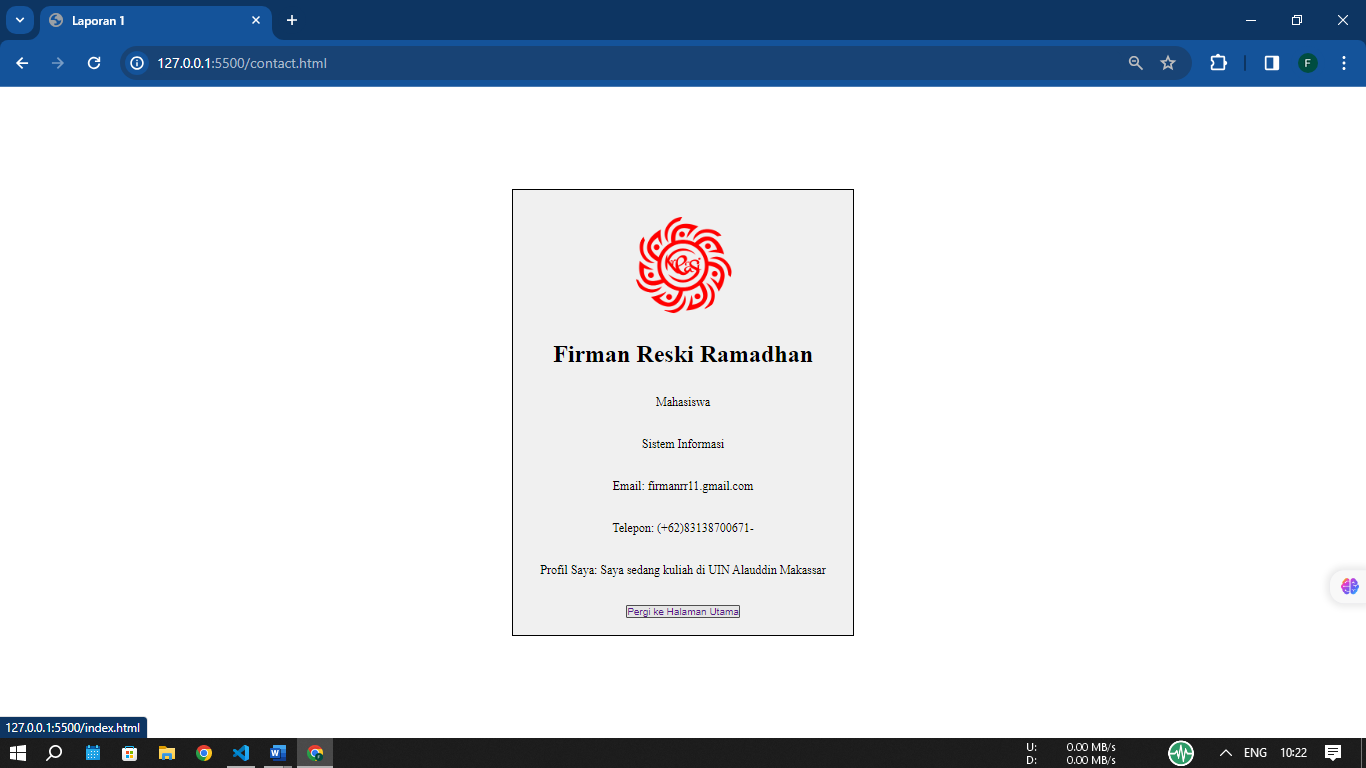 Laporan 1
127.0.0.1:5500/contact.html
F
Kreasi
Firman Reski Ramadhan
Mahasiswa
Sistem Informasi
Email: firmanrr11.gmail.com
Telepon: (+62)83138700671-
Profil Saya: Saya sedang kuliah di UIN Alauddin Makassar
Pergi ke Halaman Utama
127.0.0.1:5500/index.html
U: 0.00 MB/s
D: 0.00 MB/s
ENG 10:22